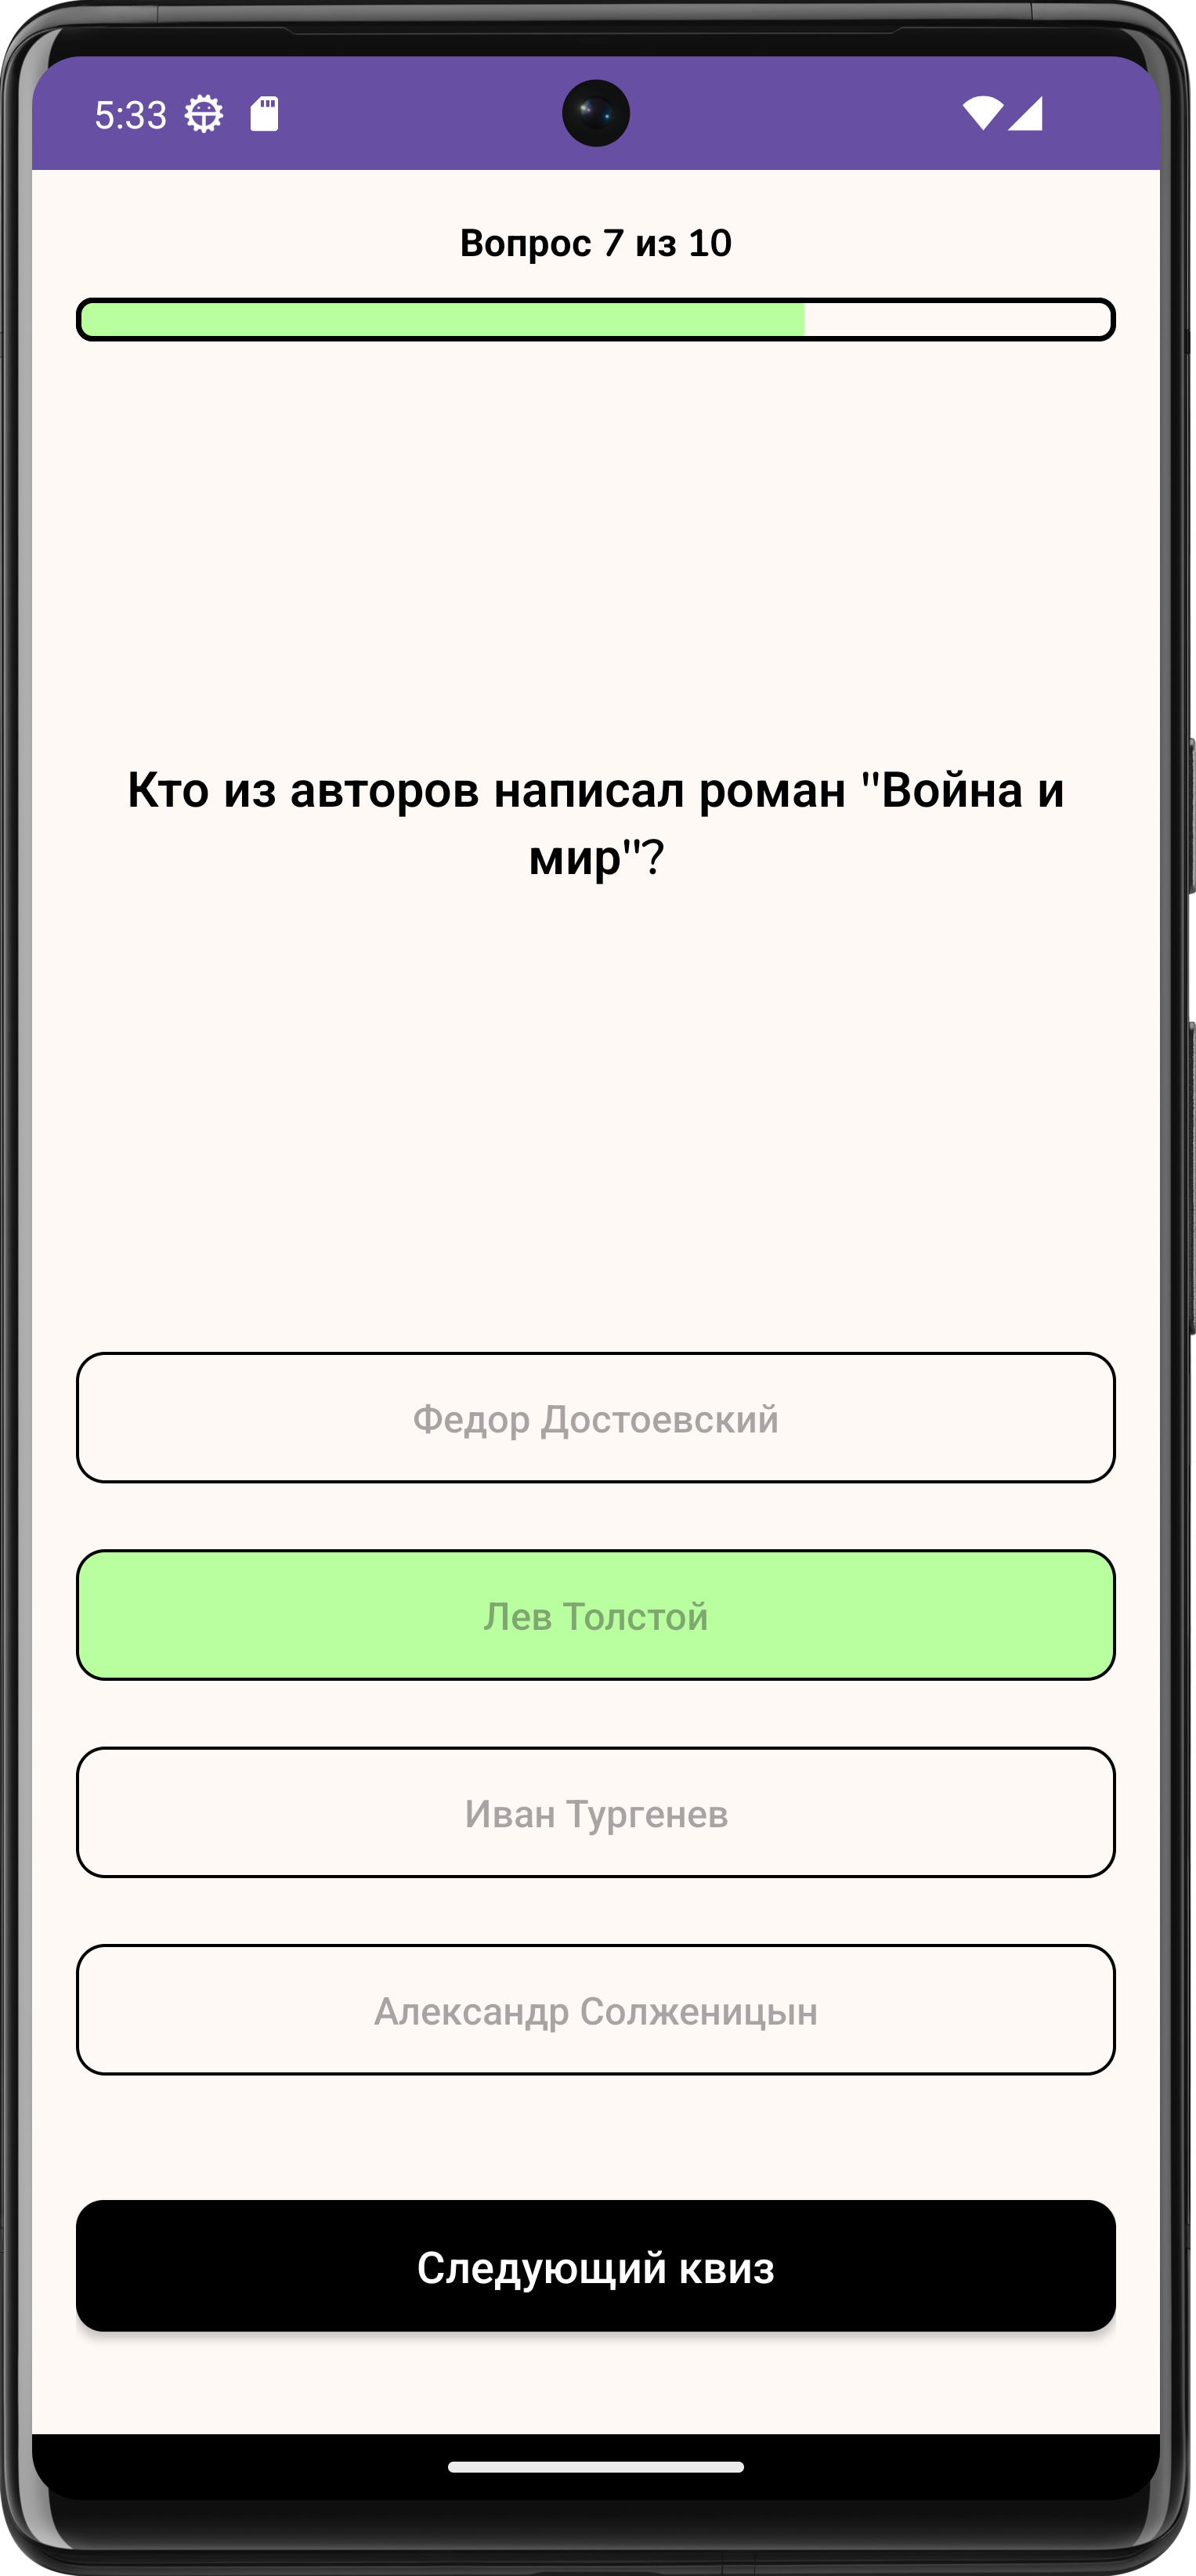 5:33
Вопрос 7 из 10
Кто из авторов написал роман "Война и
мир"?
Федор Достоевский
Лев Толстой
Иван Тургенев
Александр Солженицын
Следующий квиз